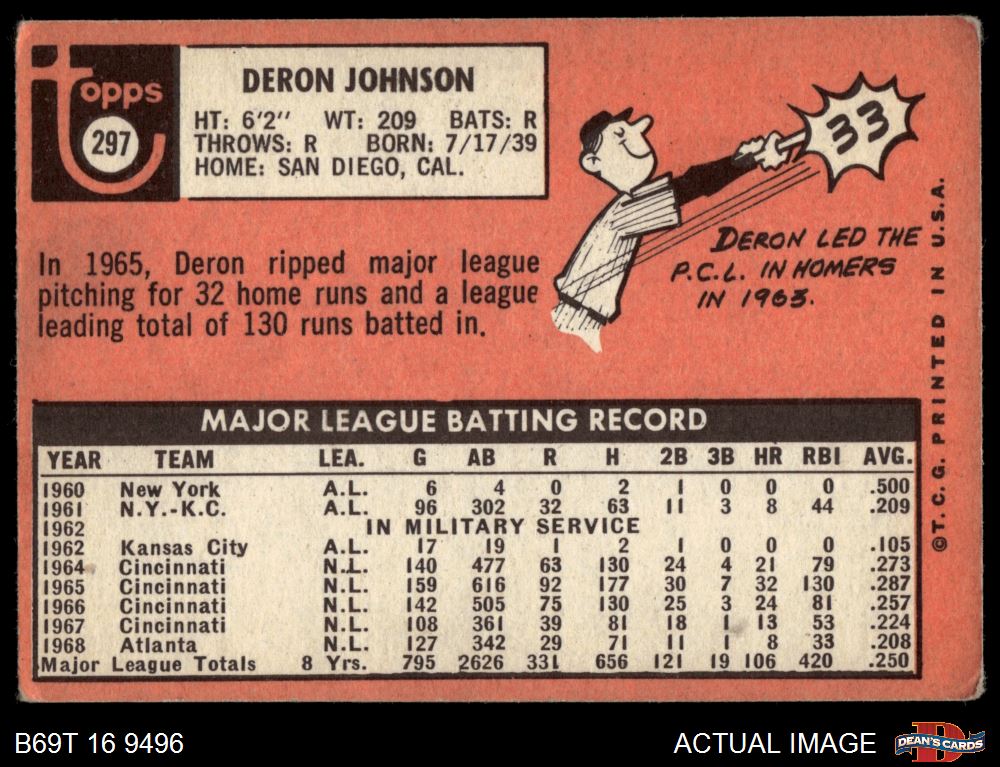 Topps
297
DERON JOHNSON
HT: 6'2" WT: 209 BATS: R
THROWS: R BORN: 7/17/39
HOME: SAN DIEGO, CAL.
33
DERON LED THE
P.C.L. IN HOMERS
IN 1963.
In 1965, Deron ripped major league
pitching for 32 home runs and a league
leading total of 130 runs batted in.
©T.C.G. PRINTED IN U.S.A.
MAJOR LEAGUE BATTING RECORD
YEAR TEAM LEA. G AB R H 2B 3B HR RBI AVG.
1960 New York A.L. 6 4 0 2 1 0 0 0 .500
1961 N.Y.-K.C. A.L. 96 302 32 63 11 3 8 44 .209
1962 IN MILITARY SERVICE
1962 Kansas City A.L. 17 19 1 2 1 0 0 0 .105
1964 Cincinnati N.L. 140 477 63 130 24 4 21 79 .273
1965 Cincinnati N.L. 159 616 92 177 30 7 32 130 .287
1966 Cincinnati N.L. 142 505 75 130 25 3 24 81 .257
1967 Cincinnati N.L. 108 361 39 81 18 1 13 53 .224
1968 Atlanta N.L. 127 342 29 71 11 1 8 33 .208
Major League Totals 8 Yrs. 795 2626 331 656 121 19 106 420 .250
B69T 16 9496
ACTUAL IMAGE
DEAN'S CARDS